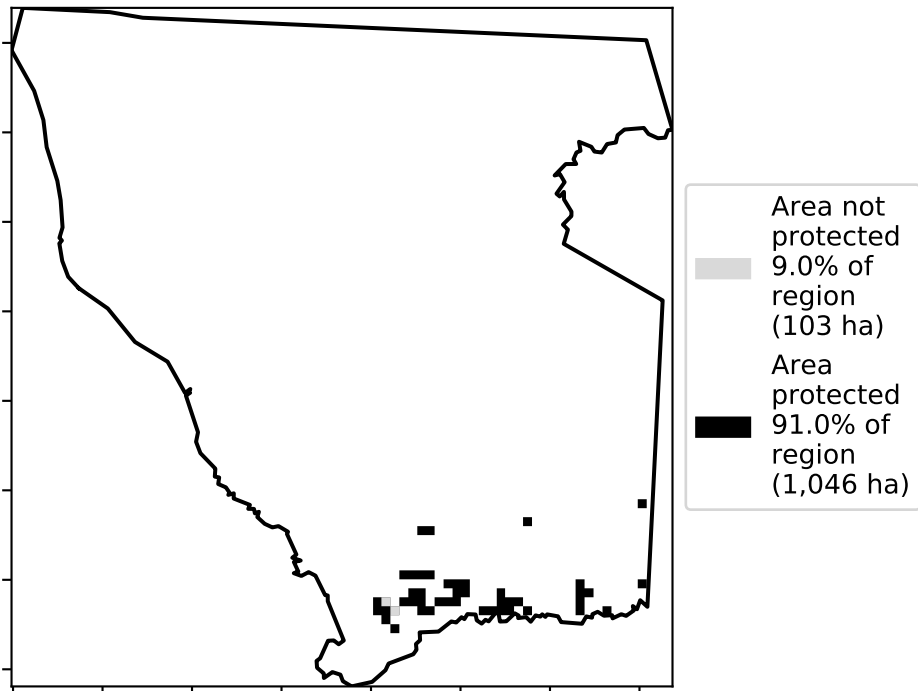 Area not
protected
9.0% of
region
(103 ha)
Area
protected
91.0% of
region
(1,046 ha)